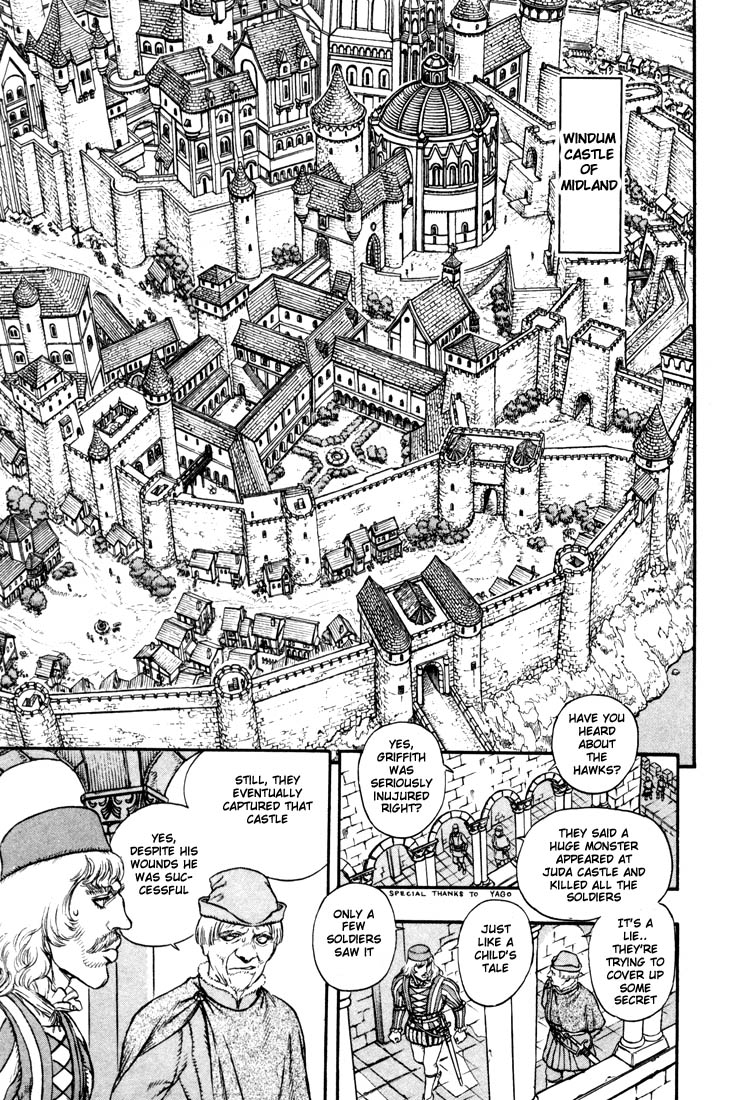 WINDUM
CASTLE
OF
MIDLAND
HAVE YOU
HEARD
ABOUT
THE
HAWKS?
YES,
GRIFFITH
WAS
SERIOUSLY
INUJURED
RIGHT?
SPECIAL THANKS TO YAGO
THEY SAID A
HUGE MONSTER
APPEARED AT
JUDA CASTLE AND
KILLED ALL THE
SOLDIERS
IT'S A
LIE..
THEY'RE
TRYING TO
COVER UP
SOME
SECRET
JUST
LIKE A
CHILD'S
TALE
ONLY A
FEW
SOLDIERS
SAW IT
STILL, THEY
EVENTUALLY
CAPTURED THAT
CASTLE
YES,
DESPITE HIS
WOUNDS HE
WAS SUC-
CESSFUL